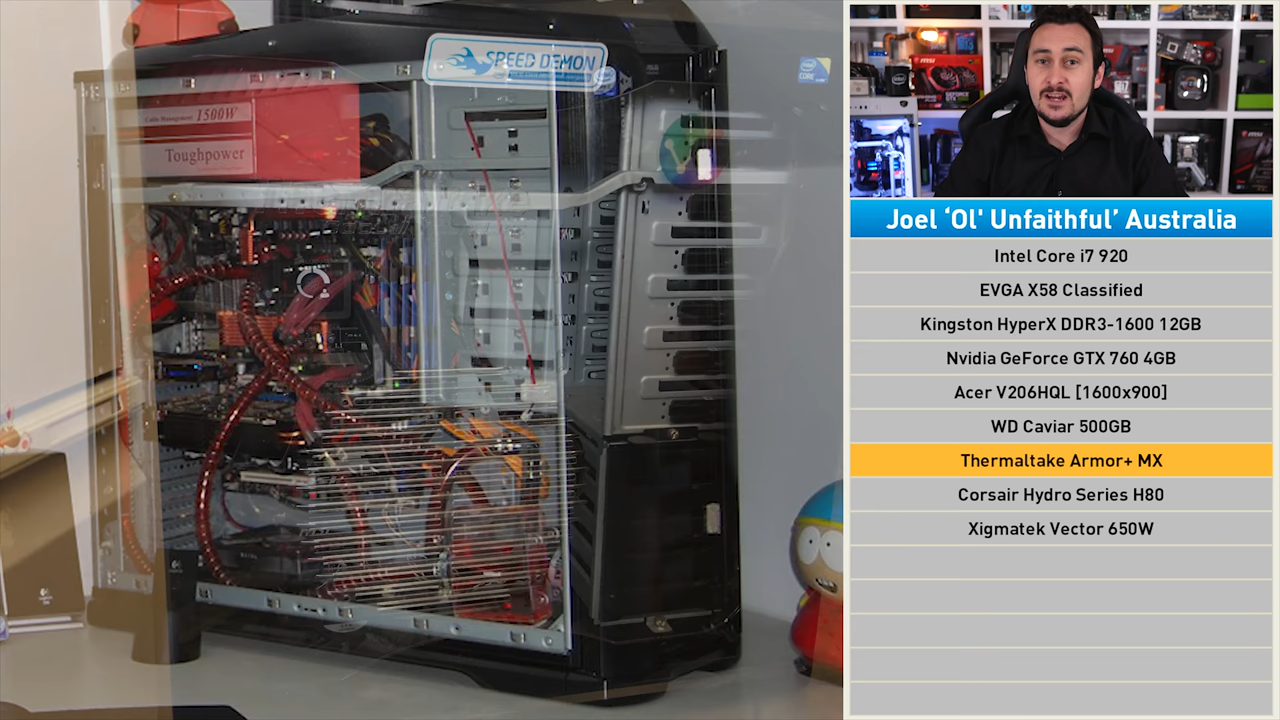 SPEED DEMON
Cable Management 1500W
Toughpower
Joel ‘Ol' Unfaithful’ Australia
Intel Core i7 920
EVGA X58 Classified
Kingston HyperX DDR3-1600 12GB
Nvidia GeForce GTX 760 4GB
Acer V206HQL [1600x900]
WD Caviar 500GB
Thermaltake Armor+ MX
Corsair Hydro Series H80
Xigmatek Vector 650W